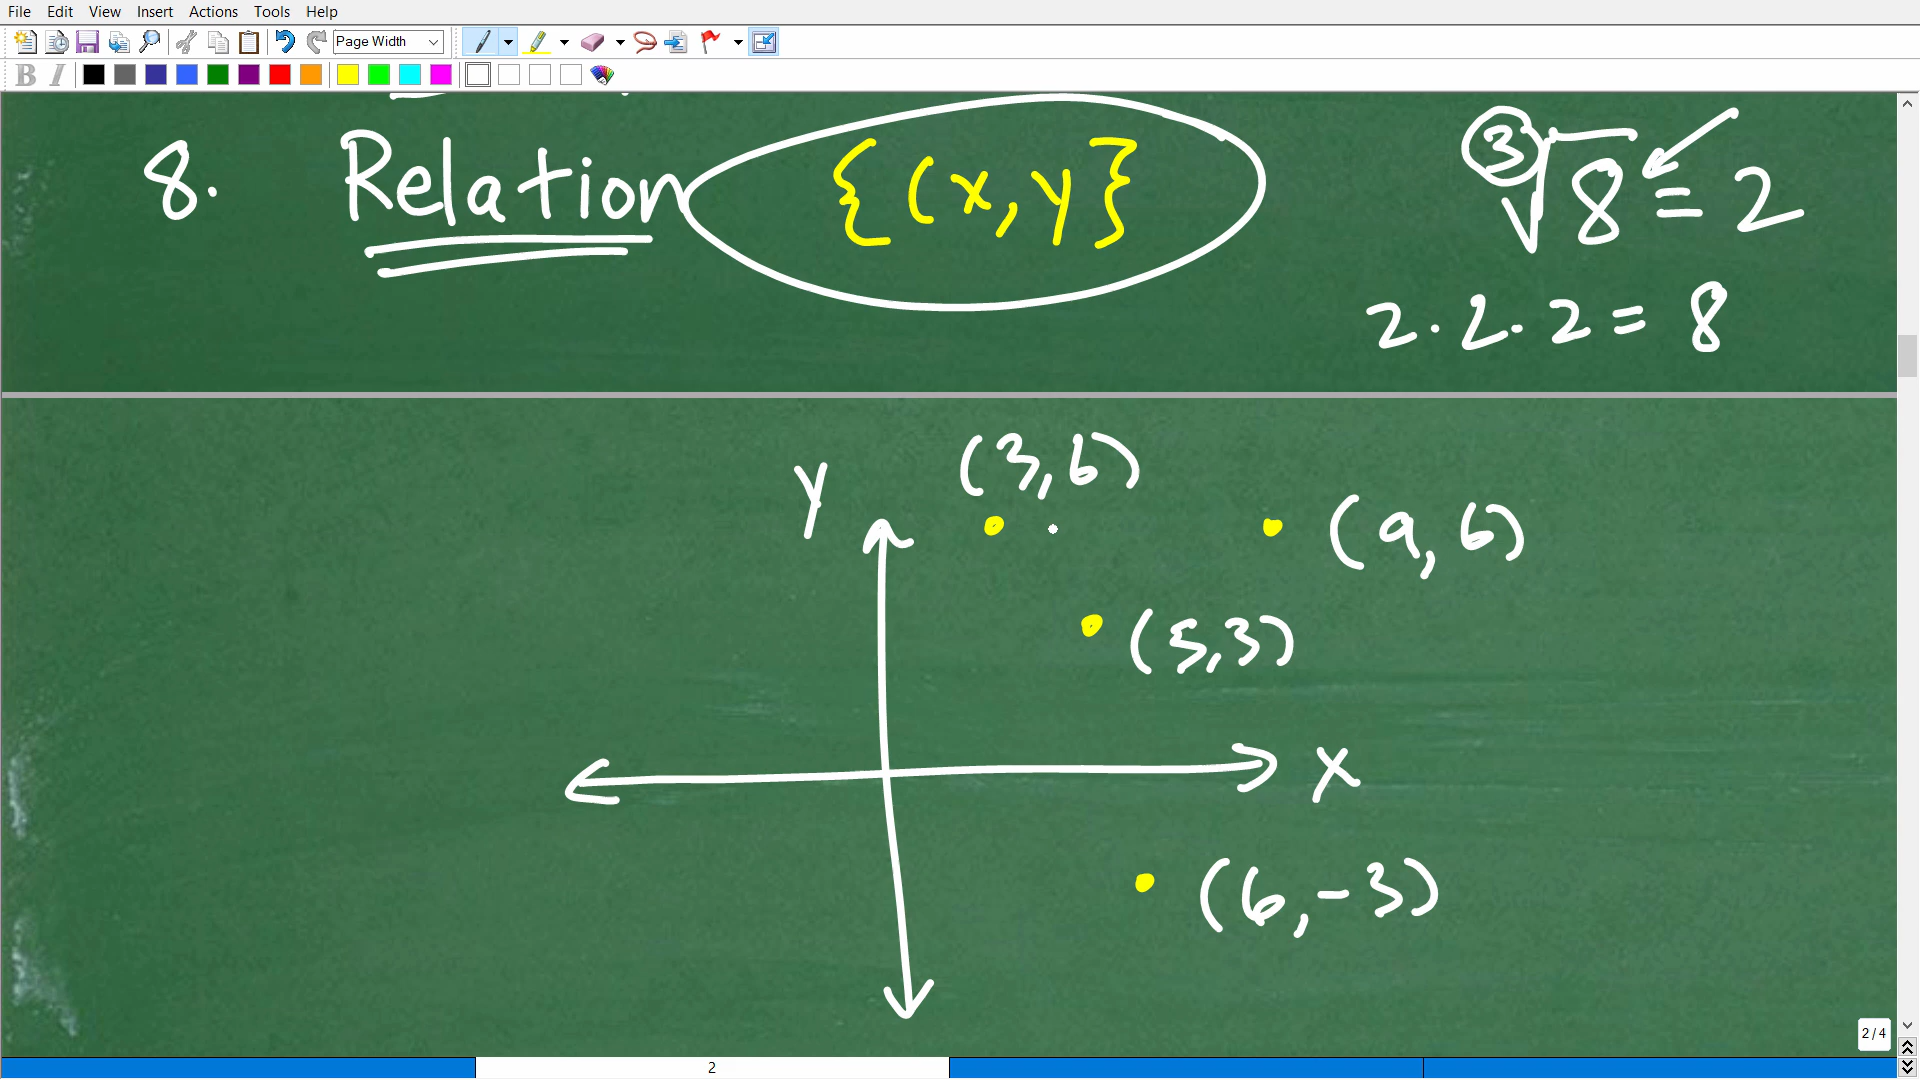 File Edit View Insert Actions Tools Help
Page Width
B I
8. Relation {(x,y}
3√8 = 2
2·2·2 = 8
y
(3,6)
(9,6)
(5,3)
x
(6,-3)
2/4
2